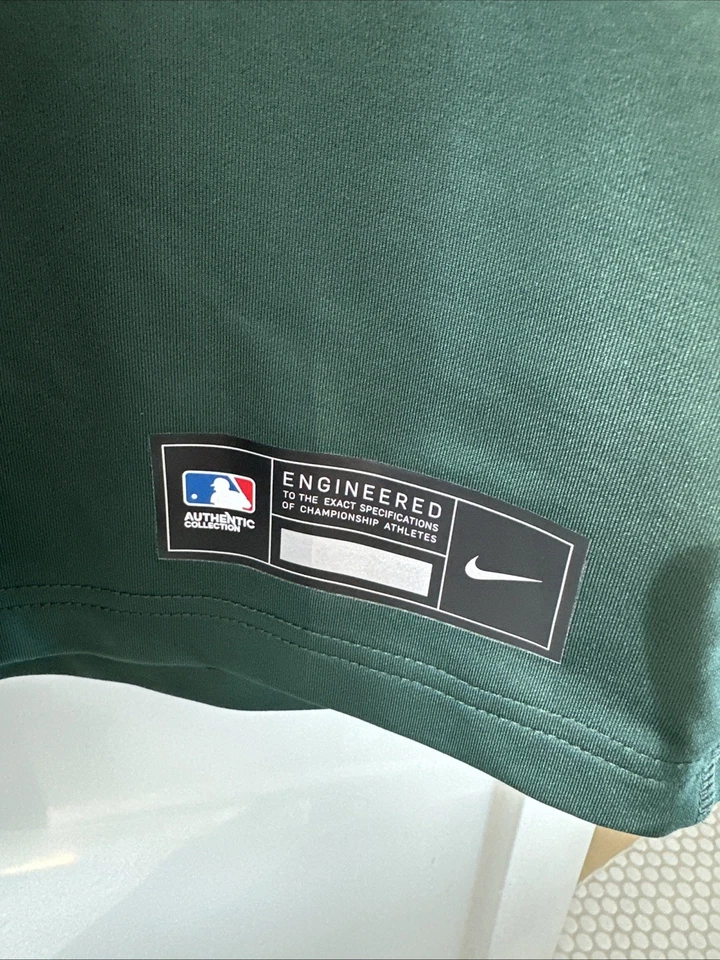 AUTHENTIC
COLLECTION
ENGINEERED
TO THE EXACT SPECIFICATIONS
OF CHAMPIONSHIP ATHLETES